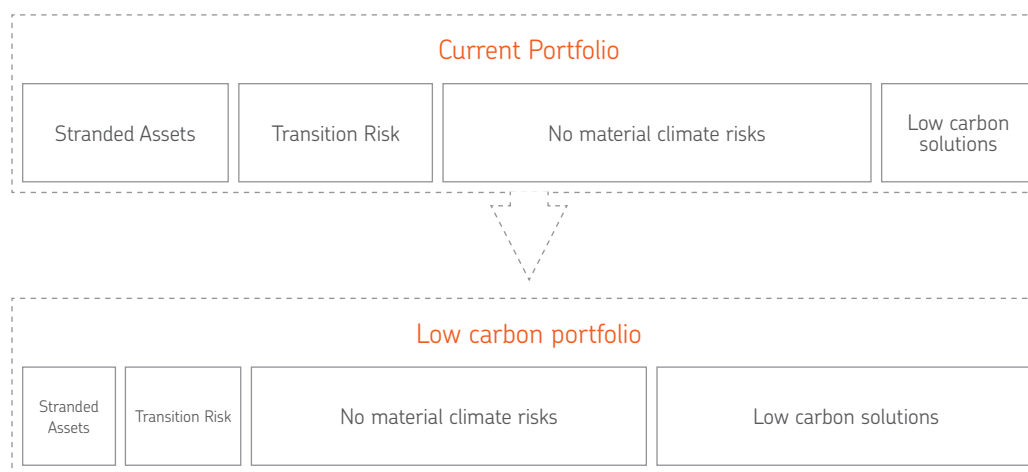 Current Portfolio
Stranded Assets
Transition Risk
No material climate risks
Low carbon
solutions
Low carbon portfolio
Stranded
Assets
Transition Risk
No material climate risks
Low carbon solutions